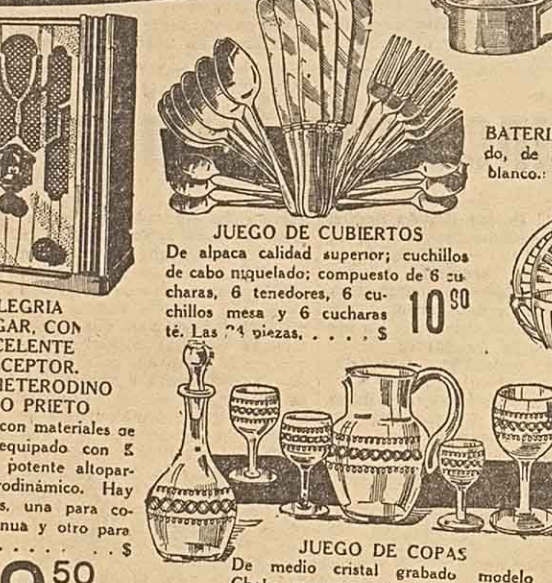 JUEGO DE CUBIERTOS
De alpaca calidad superior; cuchillos
de cabo niquelado; compuesto de 6 cu-
charas, 6 tenedores, 6 cu-
chillos mesa y 6 cucharas
té. Las 24 piezas, . . . . $
10 90
BATERI
do, de
blanco.:
LEGRIA
GAR, CON
CELENTE
CEPTOR.
HETERODINO
O PRIETO
con materiales de
equipado con 8
potente altopar-
rodinámico. Hay
s, una para co-
nua y otro para
. . . . . . . $
50
JUEGO DE COPAS
De medio cristal grabado modelo